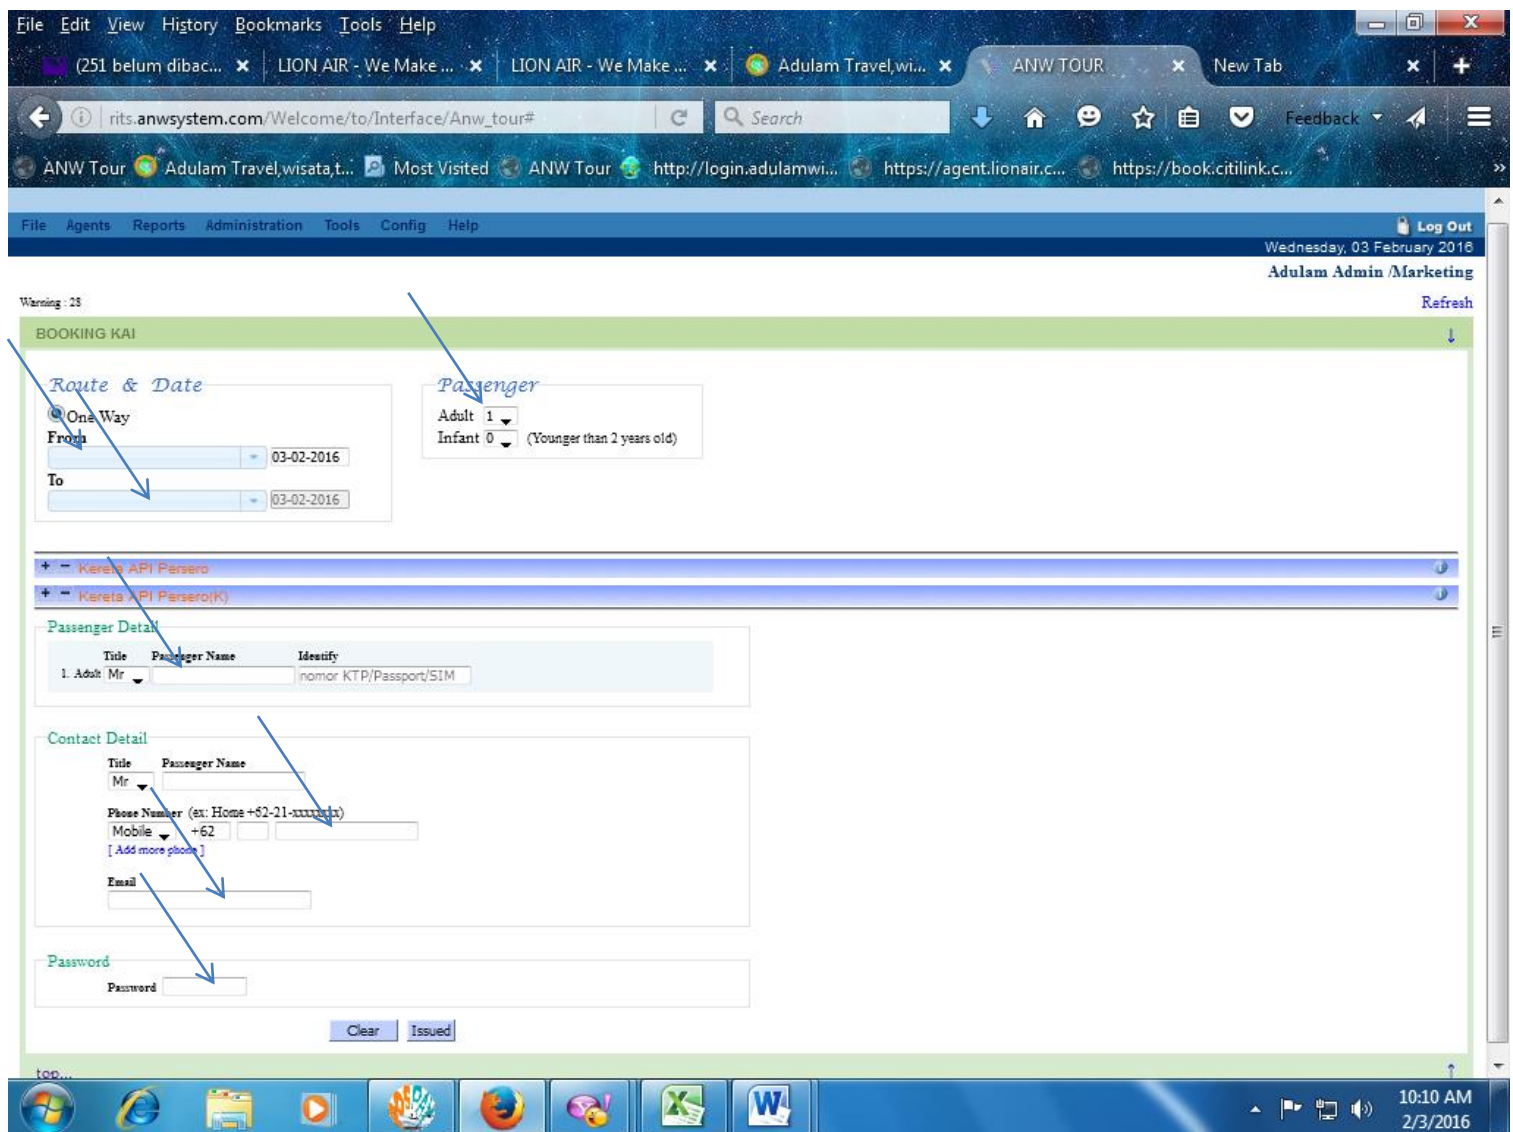 File Edit View History Bookmarks Tools Help
(251 belum dibac... × LION AIR - We Make ... × LION AIR - We Make ... × Adulam Travel,wi... × ANW TOUR × New Tab × +
rits.anwsystem.com/Welcome/to/Interface/Anw_tour# Search Feedback
ANW Tour Adulam Travel,wisata,t... Most Visited ANW Tour http://login.adulamwi... https://agent.lionair.c... https://book.citilink.c... »
File Agents Reports Administration Tools Config Help Log Out
Wednesday, 03 February 2016
Adulam Admin /Marketing
Warning : 28 Refresh
BOOKING KAI ↓
Route & Date Passenger
One Way Adult 1
From Infant 0 (Younger than 2 years old)
03-02-2016
To
03-02-2016
+ - Kereta API Persero
+ - Kereta API Persero(K)
Passenger Detail
Title Passenger Name Identify
1. Adult Mr nomor KTP/Passport/SIM
Contact Detail
Title Passenger Name
Mr
Phone Number (ex: Home +62-21-xxxxxxxx)
Mobile +62
[ Add more phone ]
Email
Password
Password
Clear Issued
top... ↑
10:10 AM
2/3/2016